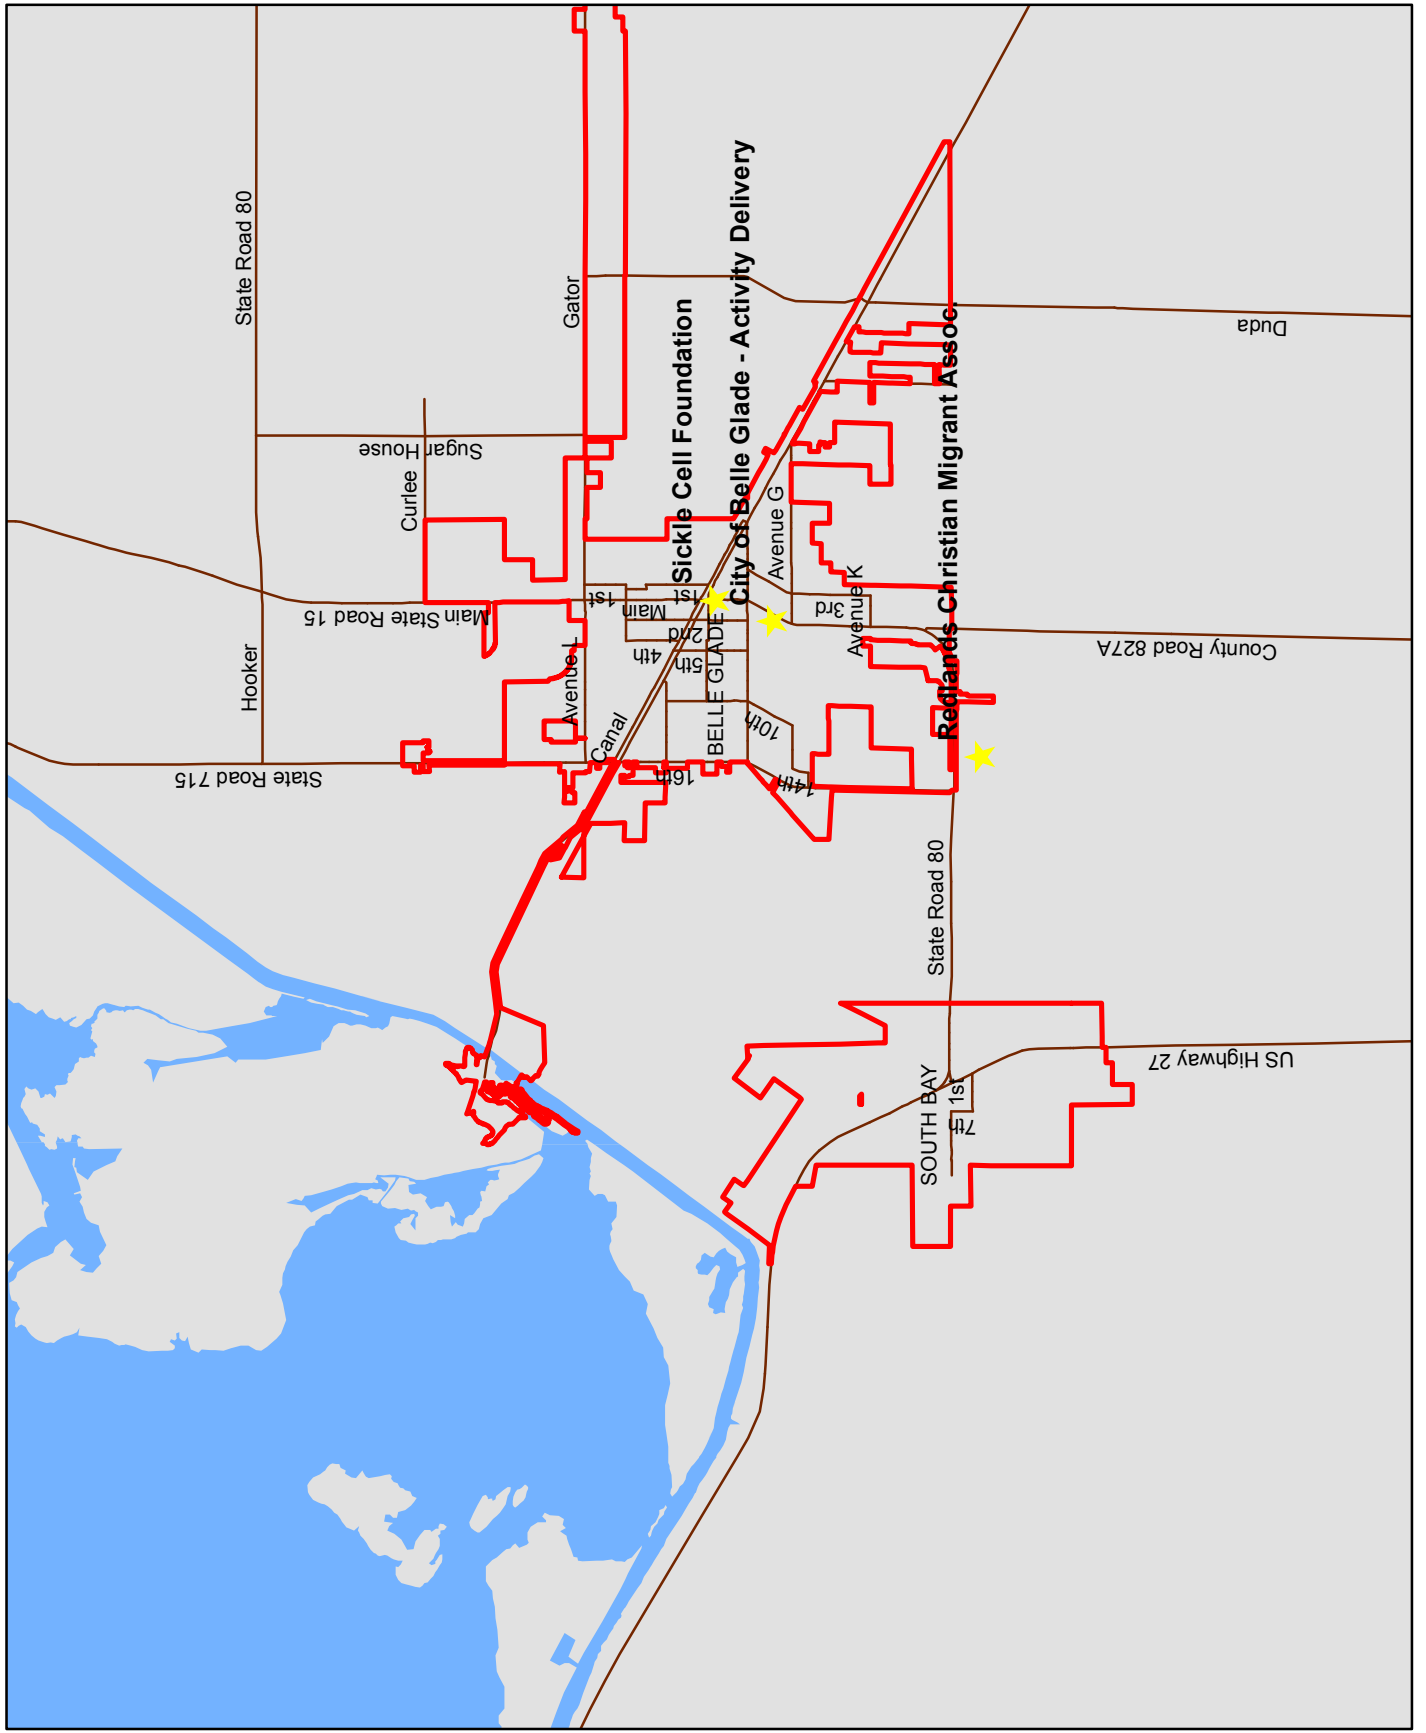 State Road 80
Gator
Sugar House
Curlee
Duda
Sickle Cell Foundation
City of Belle Glade - Activity Delivery
Redlands Christian Migrant Assoc.
Main State Road 15
Hooker
State Road 715
Avenue L
Canal
1st
Main
1st
2nd
4th
5th
BELLE GLADE
16th
10th
14th
Avenue G
3rd
Avenue K
County Road 827A
State Road 80
US Highway 27
SOUTH BAY
1st
7th